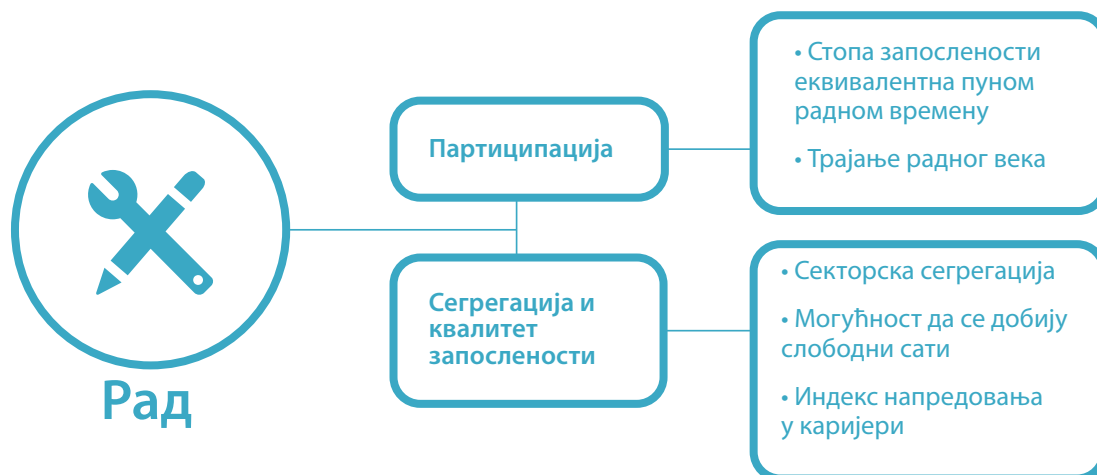 Рад
Партиципација
• Стопа запослености
еквивалентна пуном
радном времену
• Трајање радног века
Сегрегација и
квалитет
запослености
• Секторска сегрегација
• Могућност да се добију
слободни сати
• Индекс напредовања
у каријери